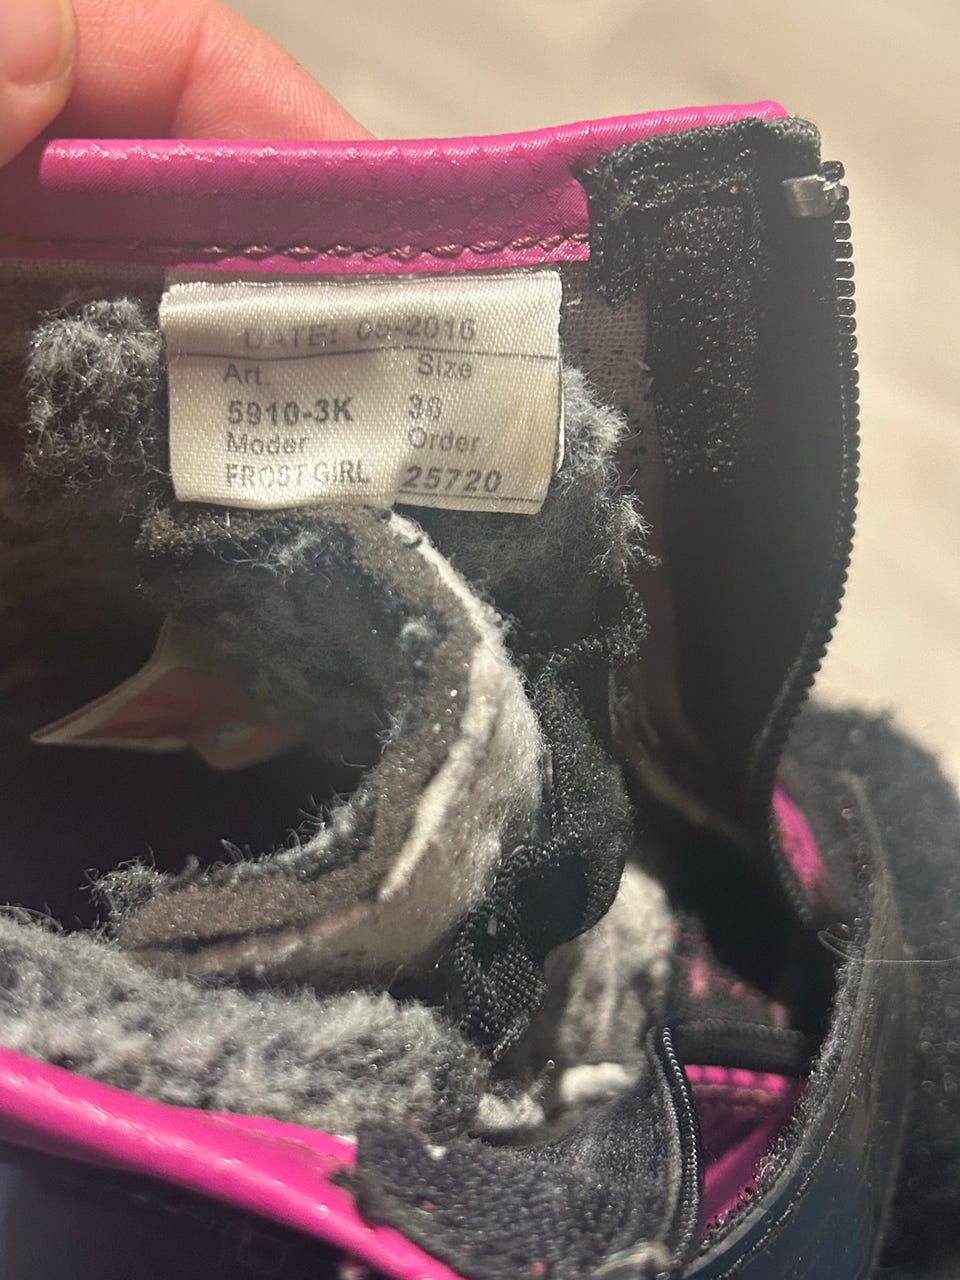 DATE: 05-2016
Art. Size
5910-3K 30
Moder Order
FROST GIRL 25720